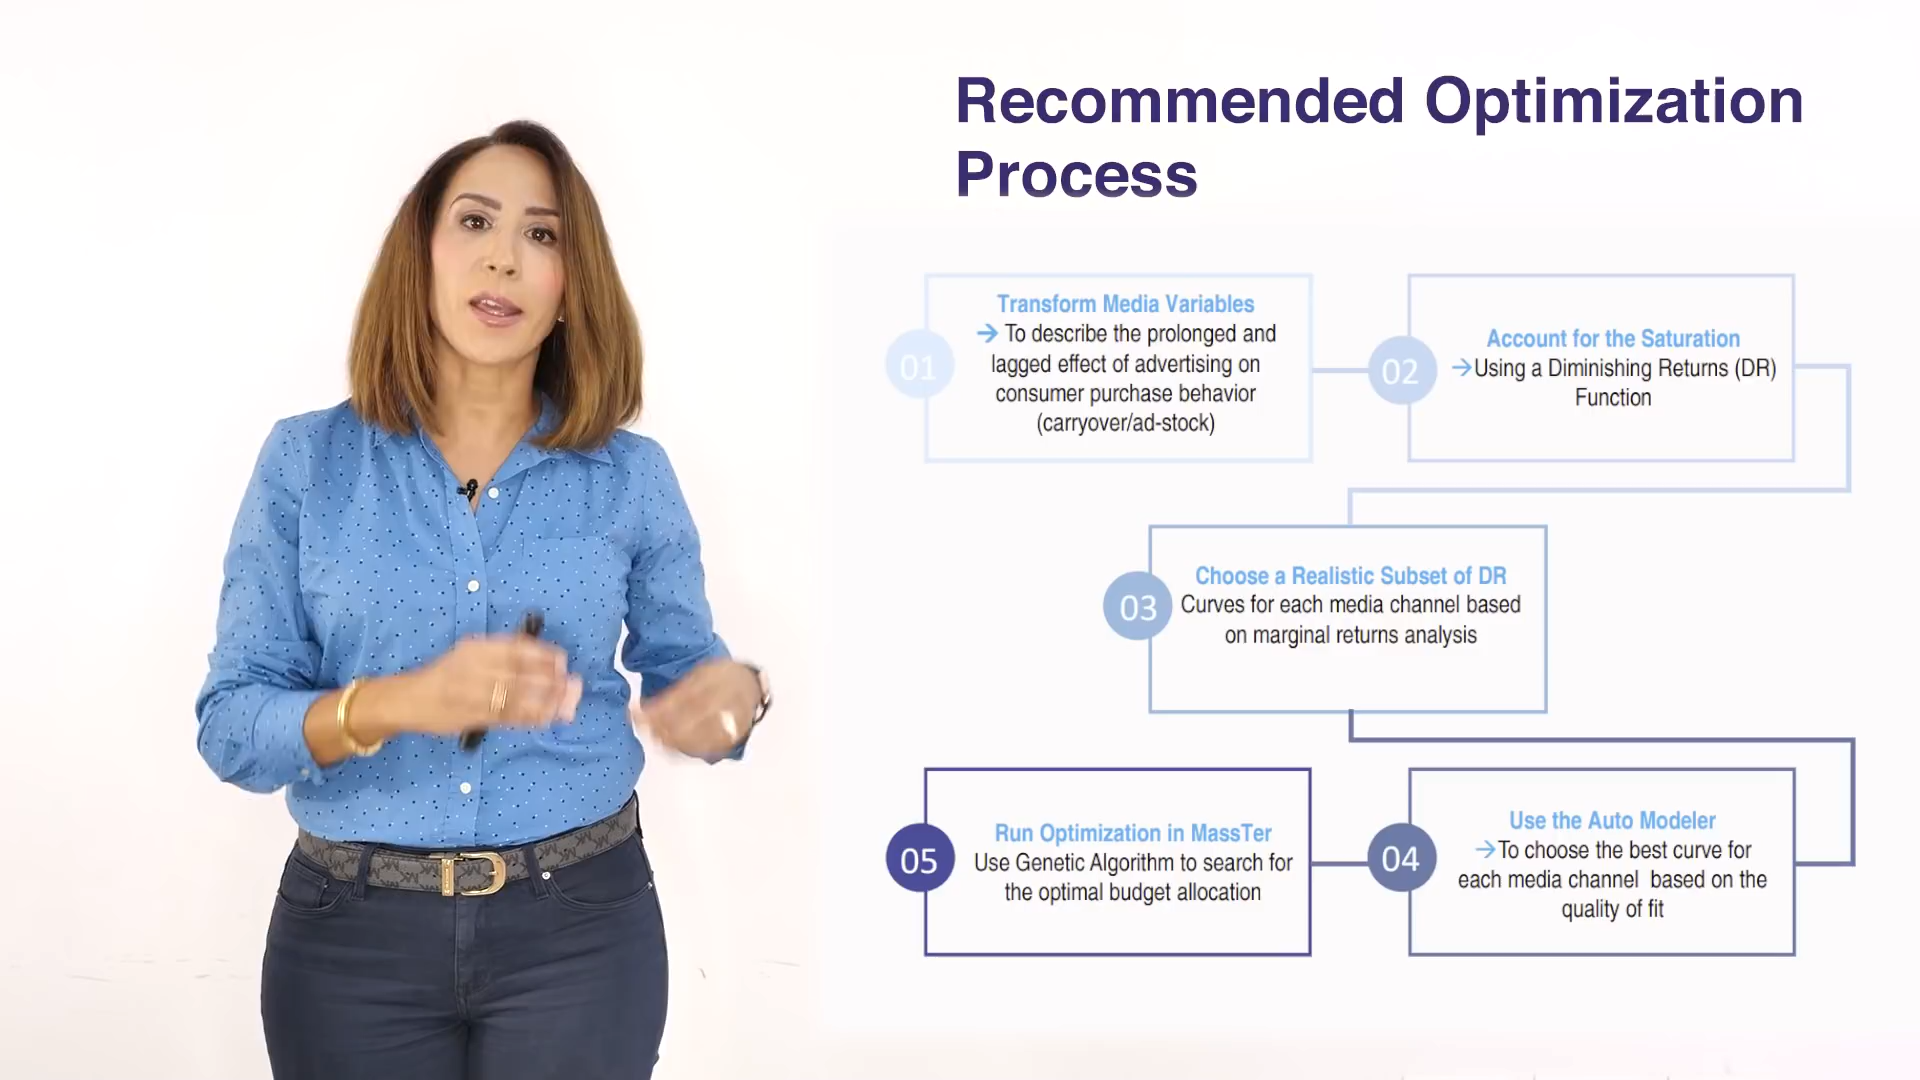 Recommended Optimization
Process
01
Transform Media Variables
→ To describe the prolonged and
lagged effect of advertising on
consumer purchase behavior
(carryover/ad-stock)
02
Account for the Saturation
→Using a Diminishing Returns (DR)
Function
03
Choose a Realistic Subset of DR
Curves for each media channel based
on marginal returns analysis
04
Use the Auto Modeler
→To choose the best curve for
each media channel based on the
quality of fit
05
Run Optimization in MassTer
Use Genetic Algorithm to search for
the optimal budget allocation